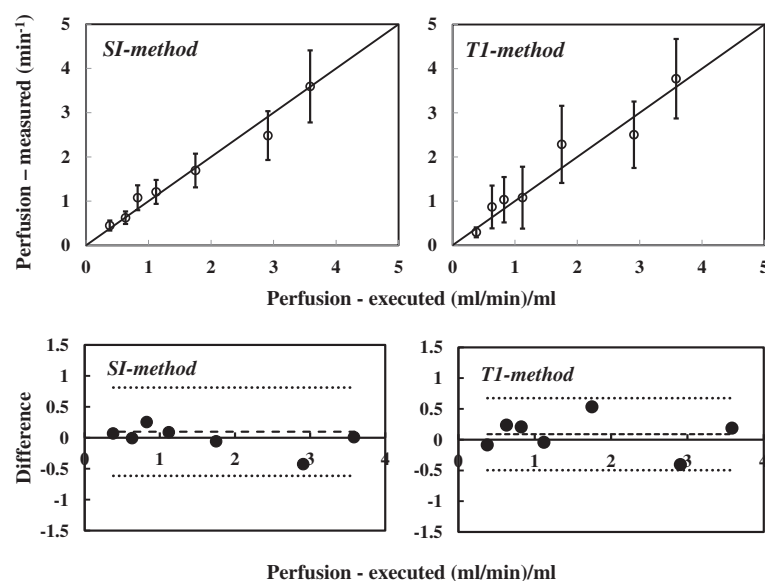 SI-method
T1-method
Perfusion – measured (min-1)
5
4
3
2
1
0
0 1 2 3 4 5
5
4
3
2
1
0
0 1 2 3 4 5
Perfusion - executed (ml/min)/ml
SI-method
T1-method
Difference
1.5
1
0.5
0
-0.5
-1
-1.5
0 1 2 3 4
1.5
1
0.5
0
-0.5
-1
-1.5
0 1 2 3 4
Perfusion - executed (ml/min)/ml